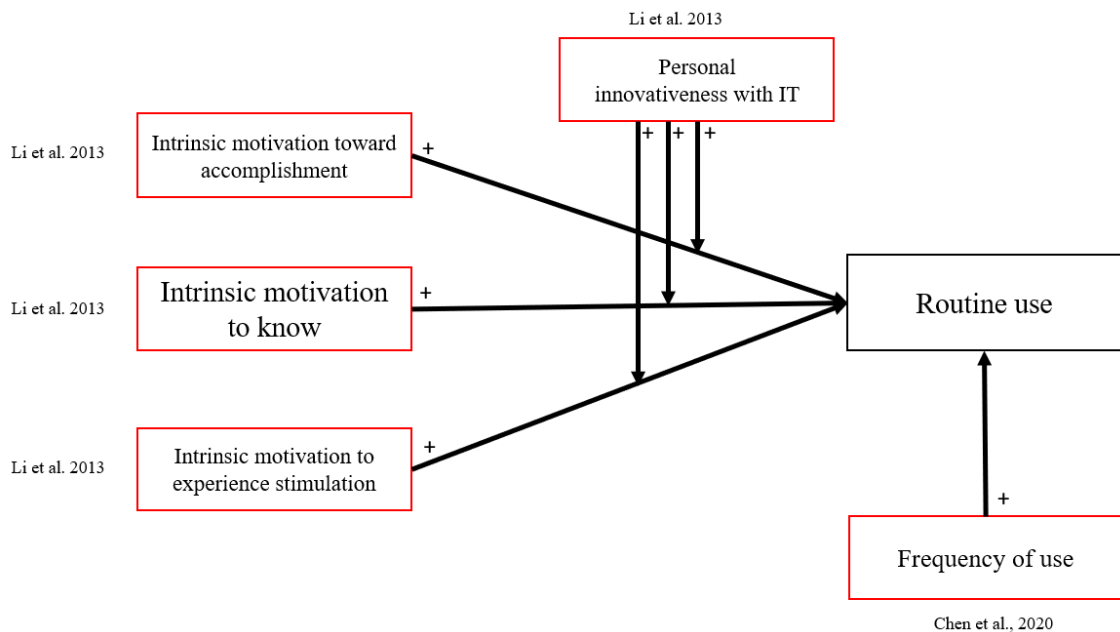 Li et al. 2013
Personal
innovativeness with IT
+ + +
Li et al. 2013
Intrinsic motivation toward
accomplishment
+
Li et al. 2013
Intrinsic motivation
to know
+
Routine use
Li et al. 2013
Intrinsic motivation to
experience stimulation
+
+
Frequency of use
Chen et al., 2020